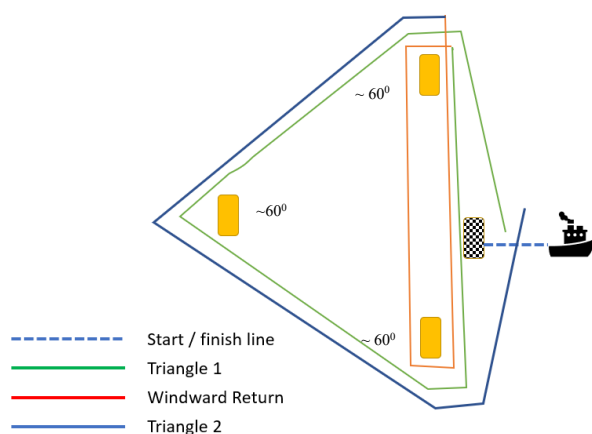 ~ 60⁰
~60⁰
~ 60⁰
Start / finish line
Triangle 1
Windward Return
Triangle 2